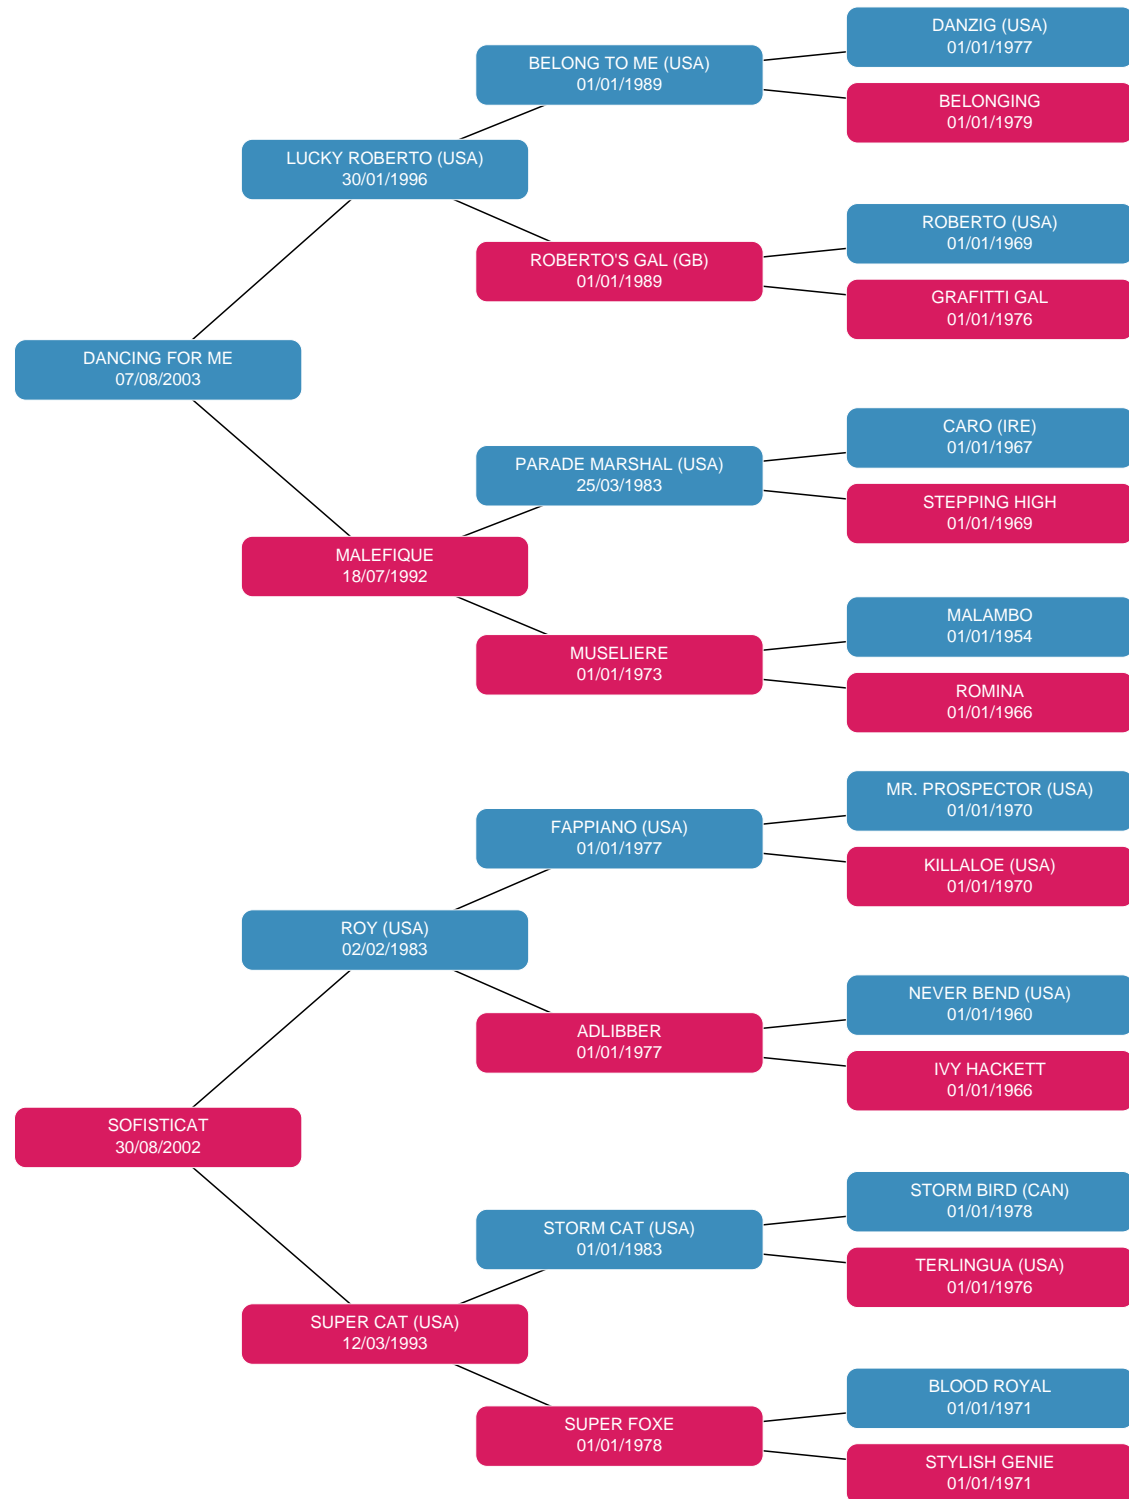 DANZIG (USA)
01/01/1977
BELONG TO ME (USA)
01/01/1989
BELONGING
01/01/1979
LUCKY ROBERTO (USA)
30/01/1996
ROBERTO (USA)
01/01/1969
ROBERTO'S GAL (GB)
01/01/1989
GRAFITTI GAL
01/01/1976
DANCING FOR ME
07/08/2003
CARO (IRE)
01/01/1967
PARADE MARSHAL (USA)
25/03/1983
STEPPING HIGH
01/01/1969
MALEFIQUE
18/07/1992
MALAMBO
01/01/1954
MUSELIERE
01/01/1973
ROMINA
01/01/1966
MR. PROSPECTOR (USA)
01/01/1970
FAPPIANO (USA)
01/01/1977
KILLALOE (USA)
01/01/1970
ROY (USA)
02/02/1983
NEVER BEND (USA)
01/01/1960
ADLIBBER
01/01/1977
IVY HACKETT
01/01/1966
SOFISTICAT
30/08/2002
STORM BIRD (CAN)
01/01/1978
STORM CAT (USA)
01/01/1983
TERLINGUA (USA)
01/01/1976
SUPER CAT (USA)
12/03/1993
BLOOD ROYAL
01/01/1971
SUPER FOXE
01/01/1978
STYLISH GENIE
01/01/1971